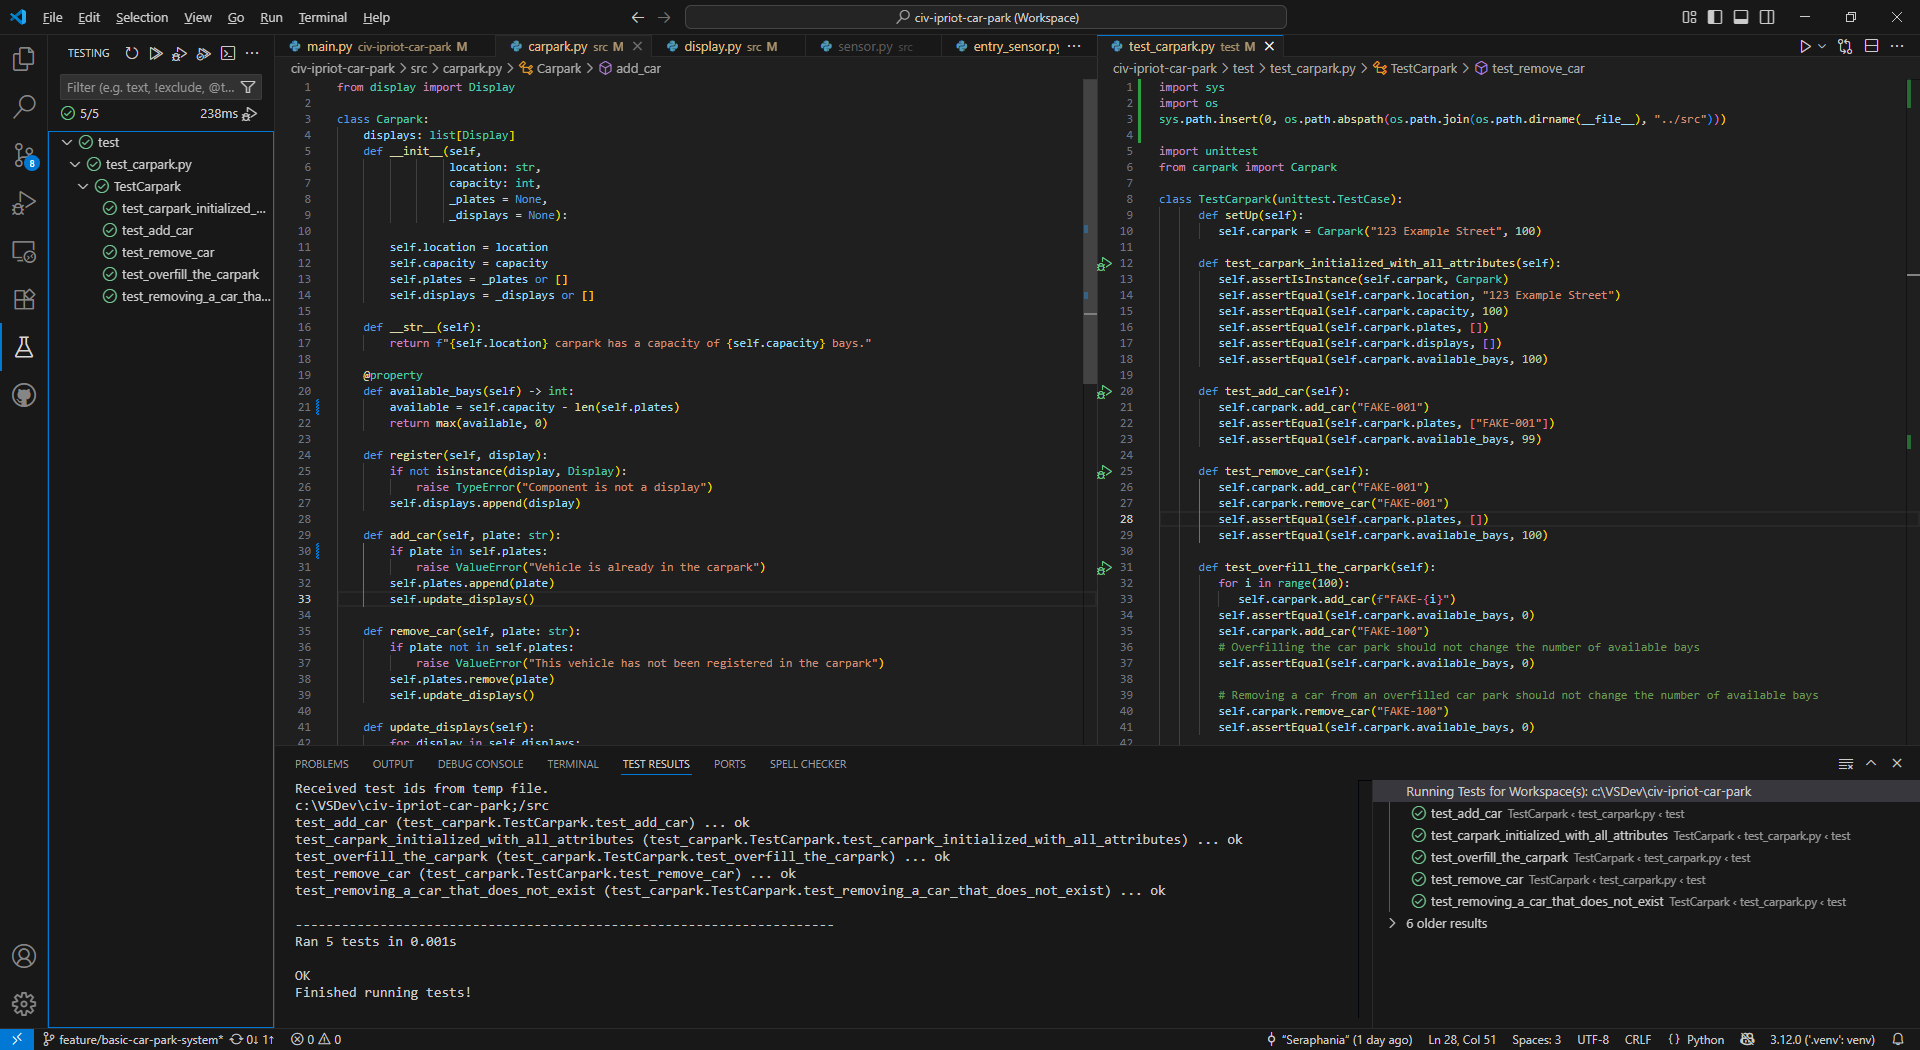 File Edit Selection View Go Run Terminal Help
civ-ipriot-car-park (Workspace)
TESTING
Filter (e.g. text, !exclude, @t...
5/5 238ms
test
test_carpark.py
TestCarpark
test_carpark_initialized_...
test_add_car
test_remove_car
test_overfill_the_carpark
test_removing_a_car_tha...
8
main.py civ-ipriot-car-park M
carpark.py src M
display.py src M
sensor.py src
entry_sensor.py
civ-ipriot-car-park > src > carpark.py > Carpark > add_car
1 from display import Display
2
3 class Carpark:
4 displays: list[Display]
5 def __init__(self,
6 location: str,
7 capacity: int,
8 _plates = None,
9 _displays = None):
10
11 self.location = location
12 self.capacity = capacity
13 self.plates = _plates or []
14 self.displays = _displays or []
15
16 def __str__(self):
17 return f"{self.location} carpark has a capacity of {self.capacity} bays."
18
19 @property
20 def available_bays(self) -> int:
21 available = self.capacity - len(self.plates)
22 return max(available, 0)
23
24 def register(self, display):
25 if not isinstance(display, Display):
26 raise TypeError("Component is not a display")
27 self.displays.append(display)
28
29 def add_car(self, plate: str):
30 if plate in self.plates:
31 raise ValueError("Vehicle is already in the carpark")
32 self.plates.append(plate)
33 self.update_displays()
34
35 def remove_car(self, plate: str):
36 if plate not in self.plates:
37 raise ValueError("This vehicle has not been registered in the carpark")
38 self.plates.remove(plate)
39 self.update_displays()
40
41 def update_displays(self):
42 for display in self.displays:
test_carpark.py test M
civ-ipriot-car-park > test > test_carpark.py > TestCarpark > test_remove_car
1 import sys
2 import os
3 sys.path.insert(0, os.path.abspath(os.path.join(os.path.dirname(__file__), "../src")))
4
5 import unittest
6 from carpark import Carpark
7
8 class TestCarpark(unittest.TestCase):
9 def setUp(self):
10 self.carpark = Carpark("123 Example Street", 100)
11
12 def test_carpark_initialized_with_all_attributes(self):
13 self.assertIsInstance(self.carpark, Carpark)
14 self.assertEqual(self.carpark.location, "123 Example Street")
15 self.assertEqual(self.carpark.capacity, 100)
16 self.assertEqual(self.carpark.plates, [])
17 self.assertEqual(self.carpark.displays, [])
18 self.assertEqual(self.carpark.available_bays, 100)
19
20 def test_add_car(self):
21 self.carpark.add_car("FAKE-001")
22 self.assertEqual(self.carpark.plates, ["FAKE-001"])
23 self.assertEqual(self.carpark.available_bays, 99)
24
25 def test_remove_car(self):
26 self.carpark.add_car("FAKE-001")
27 self.carpark.remove_car("FAKE-001")
28 self.assertEqual(self.carpark.plates, [])
29 self.assertEqual(self.carpark.available_bays, 100)
30
31 def test_overfill_the_carpark(self):
32 for i in range(100):
33 self.carpark.add_car(f"FAKE-{i}")
34 self.assertEqual(self.carpark.available_bays, 0)
35 self.carpark.add_car("FAKE-100")
36 # Overfilling the car park should not change the number of available bays
37 self.assertEqual(self.carpark.available_bays, 0)
38
39 # Removing a car from an overfilled car park should not change the number of available bays
40 self.carpark.remove_car("FAKE-100")
41 self.assertEqual(self.carpark.available_bays, 0)
42
PROBLEMS OUTPUT DEBUG CONSOLE TERMINAL TEST RESULTS PORTS SPELL CHECKER
Received test ids from temp file.
c:\VSDev\civ-ipriot-car-park;/src
test_add_car (test_carpark.TestCarpark.test_add_car) ... ok
test_carpark_initialized_with_all_attributes (test_carpark.TestCarpark.test_carpark_initialized_with_all_attributes) ... ok
test_overfill_the_carpark (test_carpark.TestCarpark.test_overfill_the_carpark) ... ok
test_remove_car (test_carpark.TestCarpark.test_remove_car) ... ok
test_removing_a_car_that_does_not_exist (test_carpark.TestCarpark.test_removing_a_car_that_does_not_exist) ... ok
----------------------------------------------------------------------
Ran 5 tests in 0.001s
OK
Finished running tests!
Running Tests for Workspace(s): c:\VSDev\civ-ipriot-car-park
test_add_car TestCarpark ‹ test_carpark.py ‹ test
test_carpark_initialized_with_all_attributes TestCarpark ‹ test_carpark.py ‹ test
test_overfill_the_carpark TestCarpark ‹ test_carpark.py ‹ test
test_remove_car TestCarpark ‹ test_carpark.py ‹ test
test_removing_a_car_that_does_not_exist TestCarpark ‹ test_carpark.py ‹ test
6 older results
feature/basic-car-park-system* 0↓ 1↑ 0 0
"Seraphania" (1 day ago) Ln 28, Col 51 Spaces: 3 UTF-8 CRLF { } Python 3.12.0 ('.venv': venv)